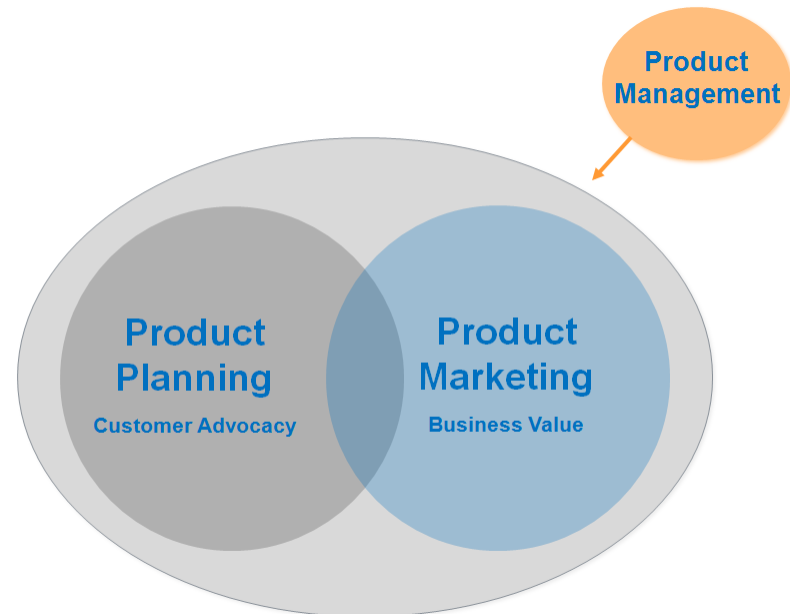 Product
Management
Product
Planning
Customer Advocacy
Product
Marketing
Business Value